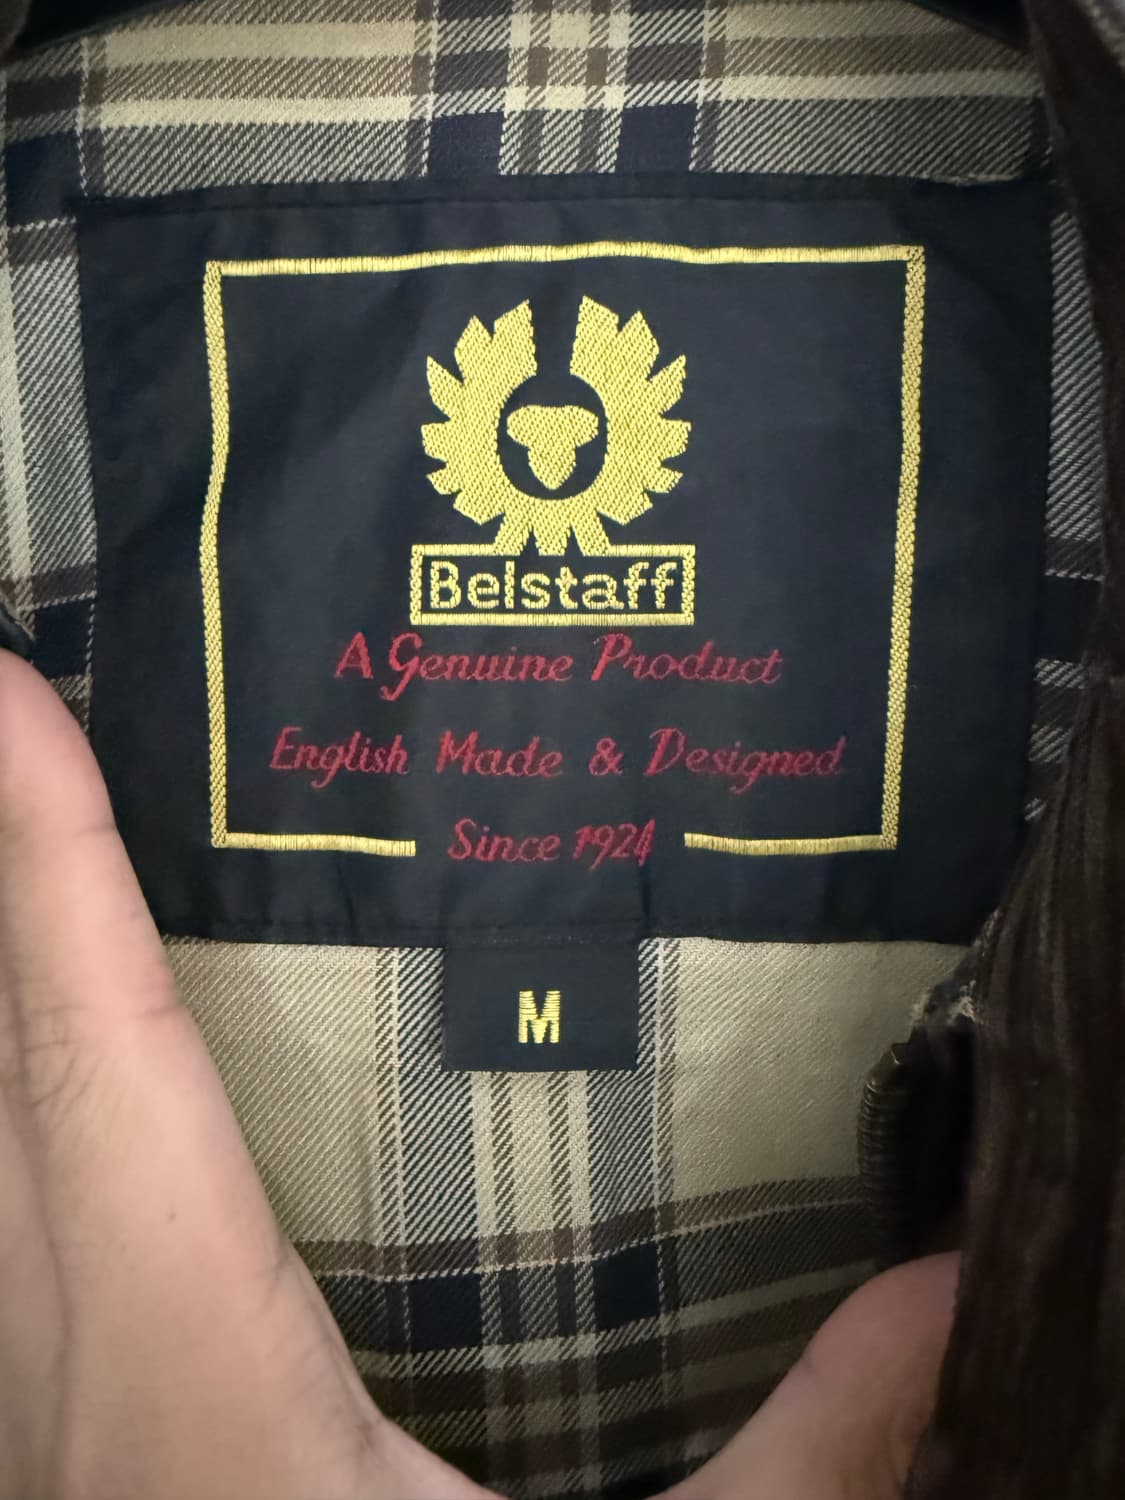 Belstaff
A Genuine Product
English Made & Designed
Since 1924
M